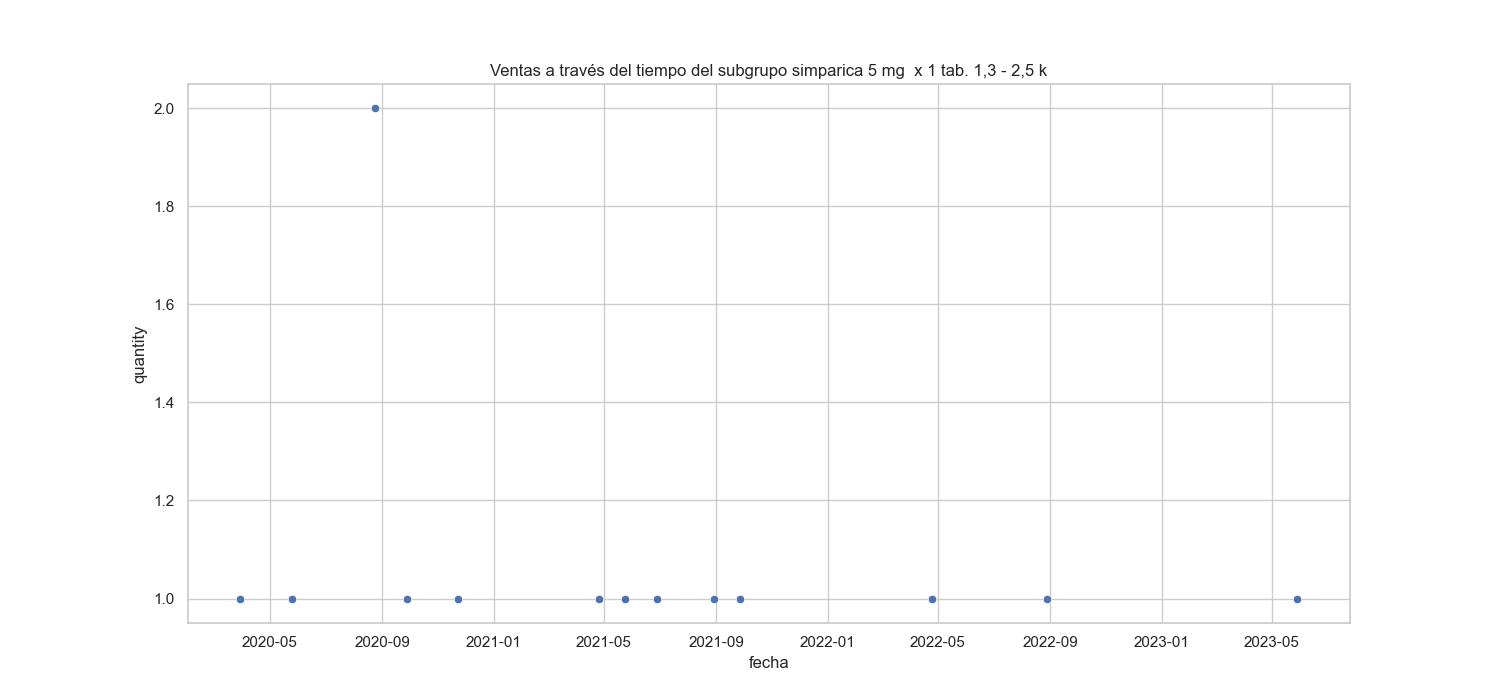 Ventas a través del tiempo del subgrupo simparica 5 mg  x 1 tab. 1,3 - 2,5 k
2.0
1.8
1.6
1.4
1.2
1.0
quantity
2020-05 2020-09 2021-01 2021-05 2021-09 2022-01 2022-05 2022-09 2023-01 2023-05
fecha